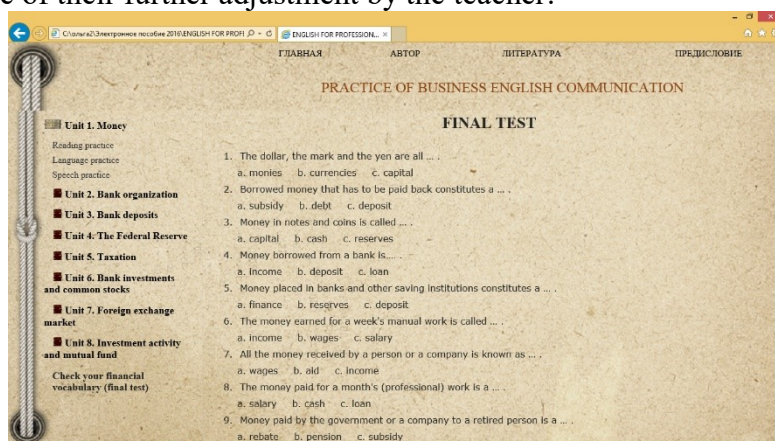 e of their further adjustment by the teacher.
ENGLISH FOR PROFESSION...
ГЛАВНАЯ АВТОР ЛИТЕРАТУРА ПРЕДИСЛОВИЕ
PRACTICE OF BUSINESS ENGLISH COMMUNICATION
Unit 1. Money
Reading practice
Language practice
Speech practice
Unit 2. Bank organization
Unit 3. Bank deposits
Unit 4. The Federal Reserve
Unit 5. Taxation
Unit 6. Bank investments
and common stocks
Unit 7. Foreign exchange
market
Unit 8. Investment activity
and mutual fund
Check your financial
vocabulary (final test)
FINAL TEST
1. The dollar, the mark and the yen are all ... .
a. monies b. currencies c. capital
2. Borrowed money that has to be paid back constitutes a ... .
a. subsidy b. debt c. deposit
3. Money in notes and coins is called ... .
a. capital b. cash c. reserves
4. Money borrowed from a bank is.... .
a. income b. deposit c. loan
5. Money placed in banks and other saving institutions constitutes a ... .
a. finance b. reserves c. deposit
6. The money earned for a week's manual work is called ... .
a. income b. wages c. salary
7. All the money received by a person or a company is known as ... .
a. wages b. aid c. income
8. The money paid for a month's (professional) work is a ... .
a. salary b. cash c. loan
9. Money paid by the government or a company to a retired person is a ... .
a. rebate b. pension c. subsidy